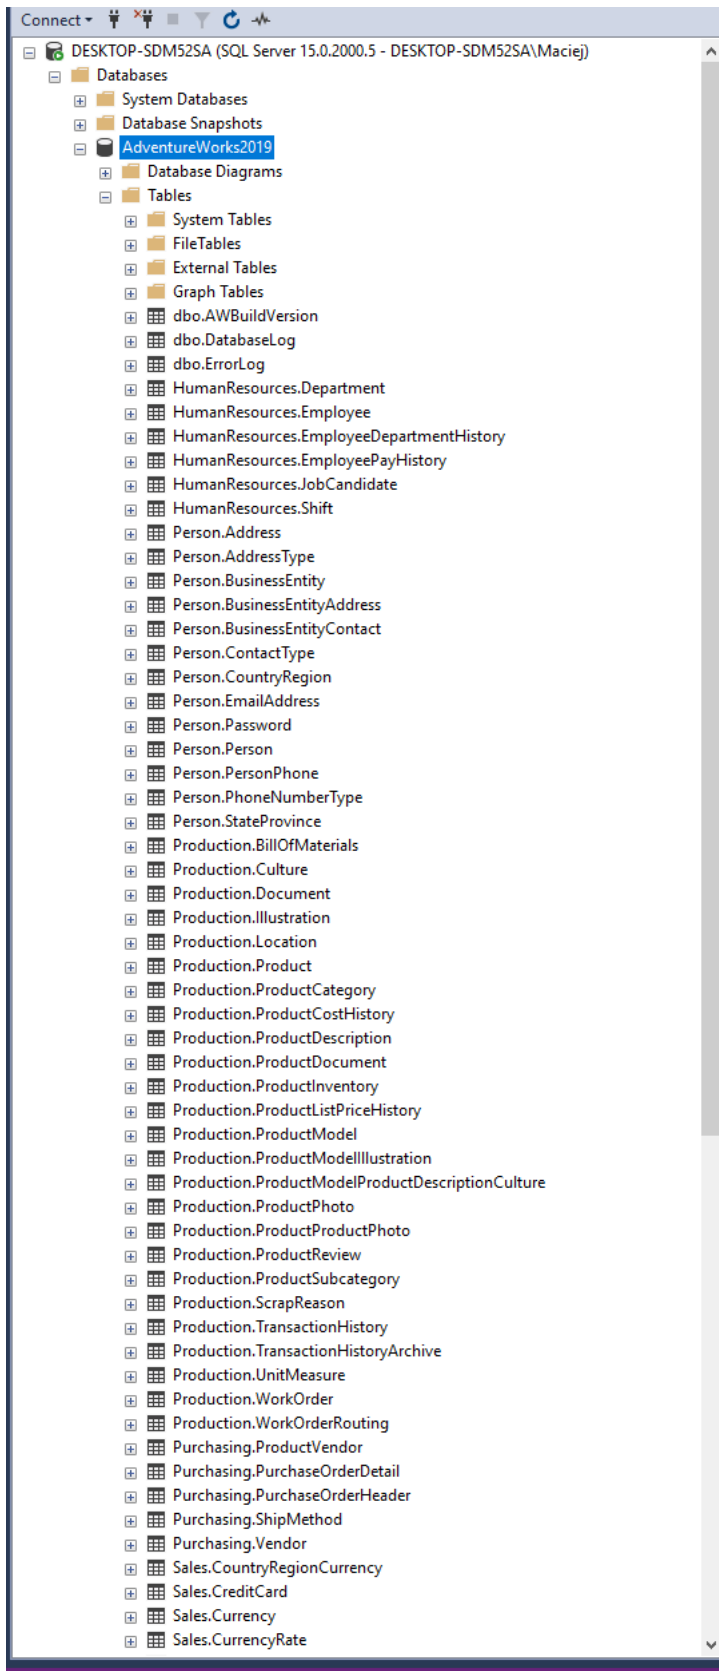 Connect
DESKTOP-SDM52SA (SQL Server 15.0.2000.5 - DESKTOP-SDM52SA\Maciej)
Databases
System Databases
Database Snapshots
AdventureWorks2019
Database Diagrams
Tables
System Tables
FileTables
External Tables
Graph Tables
dbo.AWBuildVersion
dbo.DatabaseLog
dbo.ErrorLog
HumanResources.Department
HumanResources.Employee
HumanResources.EmployeeDepartmentHistory
HumanResources.EmployeePayHistory
HumanResources.JobCandidate
HumanResources.Shift
Person.Address
Person.AddressType
Person.BusinessEntity
Person.BusinessEntityAddress
Person.BusinessEntityContact
Person.ContactType
Person.CountryRegion
Person.EmailAddress
Person.Password
Person.Person
Person.PersonPhone
Person.PhoneNumberType
Person.StateProvince
Production.BillOfMaterials
Production.Culture
Production.Document
Production.Illustration
Production.Location
Production.Product
Production.ProductCategory
Production.ProductCostHistory
Production.ProductDescription
Production.ProductDocument
Production.ProductInventory
Production.ProductListPriceHistory
Production.ProductModel
Production.ProductModelIllustration
Production.ProductModelProductDescriptionCulture
Production.ProductPhoto
Production.ProductProductPhoto
Production.ProductReview
Production.ProductSubcategory
Production.ScrapReason
Production.TransactionHistory
Production.TransactionHistoryArchive
Production.UnitMeasure
Production.WorkOrder
Production.WorkOrderRouting
Purchasing.ProductVendor
Purchasing.PurchaseOrderDetail
Purchasing.PurchaseOrderHeader
Purchasing.ShipMethod
Purchasing.Vendor
Sales.CountryRegionCurrency
Sales.CreditCard
Sales.Currency
Sales.CurrencyRate